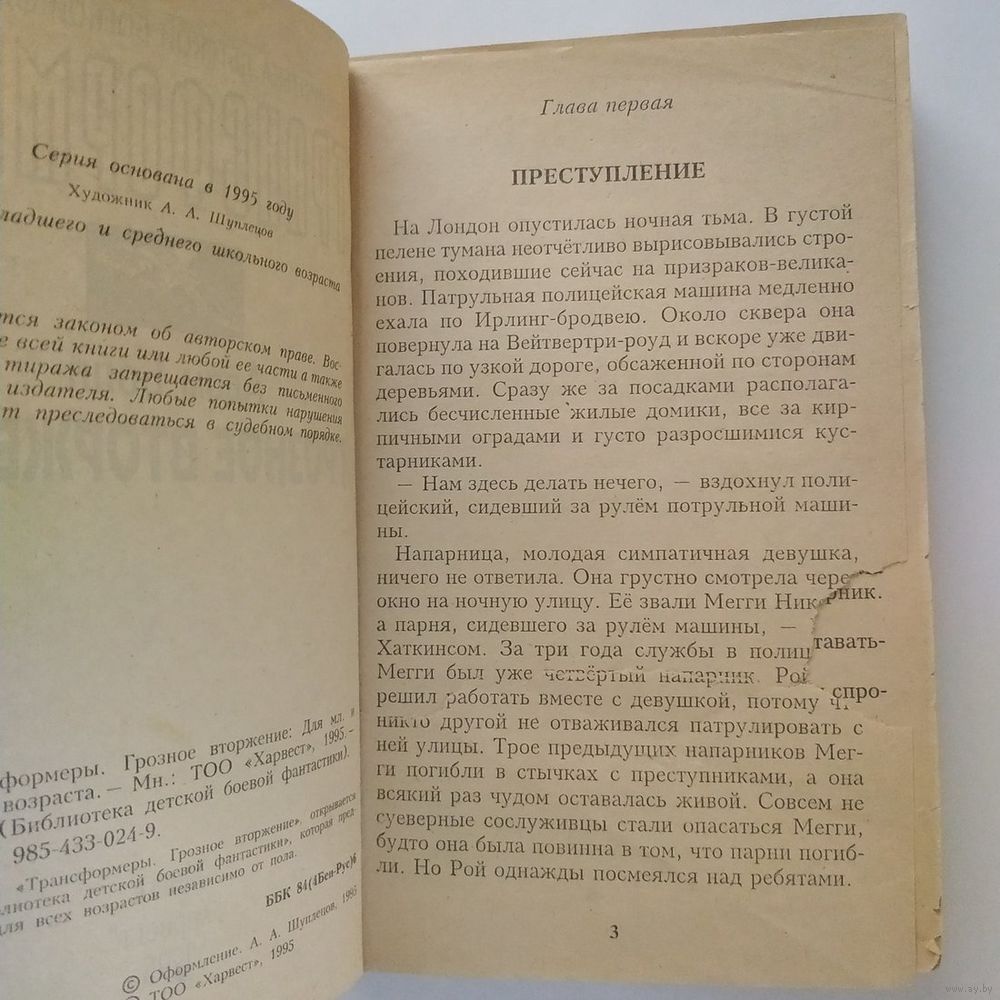 Серия основана в 1995 году
Художник А. А. Шуплецов
ладшего и среднего школьного возраста
тся законом об авторском праве. Вос-
е всей книги или любой ее части а также
тиража запрещается без письменного
издателя. Любые попытки нарушения
т преследоваться в судебном порядке.
сформеры. Грозное вторжение: Для мл. и
возраста. — Мн.: ТОО «Харвест», 1995.—
(Библиотека детской боевой фантастики).
985-433-024-9.
«Трансформеры. Грозное вторжение», открывается
блиотека детской боевой фантастики», которая пред-
для всех возрастов независимо от пола.
ББК 84(4Бен-Рус)6
© Оформление. А. А. Шуплецов, 1995
© ТОО «Харвест», 1995
Глава первая
ПРЕСТУПЛЕНИЕ
На Лондон опустилась ночная тьма. В густой
пелене тумана неотчётливо вырисовывались стро-
ения, походившие сейчас на призраков-велика-
нов. Патрульная полицейская машина медленно
ехала по Ирлинг-бродвею. Около сквера она
повернула на Вейтвертри-роуд и вскоре уже дви-
галась по узкой дороге, обсаженной по сторонам
деревьями. Сразу же за посадками располага-
лись бесчисленные жилые домики, все за кир-
пичными оградами и густо разросшимися кус-
тарниками.
— Нам здесь делать нечего, — вздохнул поли-
цейский, сидевший за рулём потрульной маши-
ны.
Напарница, молодая симпатичная девушка,
ничего не ответила. Она грустно смотрела чере
окно на ночную улицу. Её звали Мегги Ник рник.
а парня, сидевшего за рулём машины, —
Хаткинсом. За три года службы в полиц тавать-
Мегги был уже четвёртый напарник. Рой
решил работать вместе с девушкой, потому ч спро-
никто другой не отваживался патрулировать с
ней улицы. Трое предыдущих напарников Мег-
ги погибли в стычках с преступниками, а она
всякий раз чудом оставалась живой. Совсем не
суеверные сослуживцы стали опасаться Мегги,
будто она была повинна в том, что парни погиб-
ли. Но Рой однажды посмеялся над ребятами.
3
www.ay.by